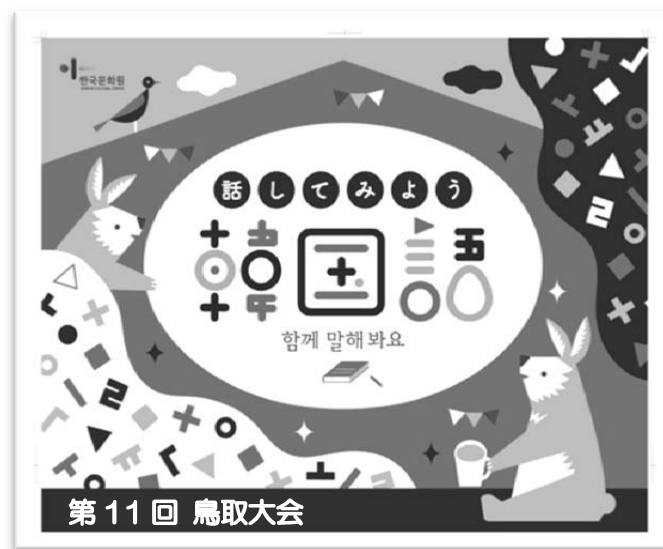 한국문화원
話してみよう
韓国語
함께 말해 봐요
第11回 鳥取大会